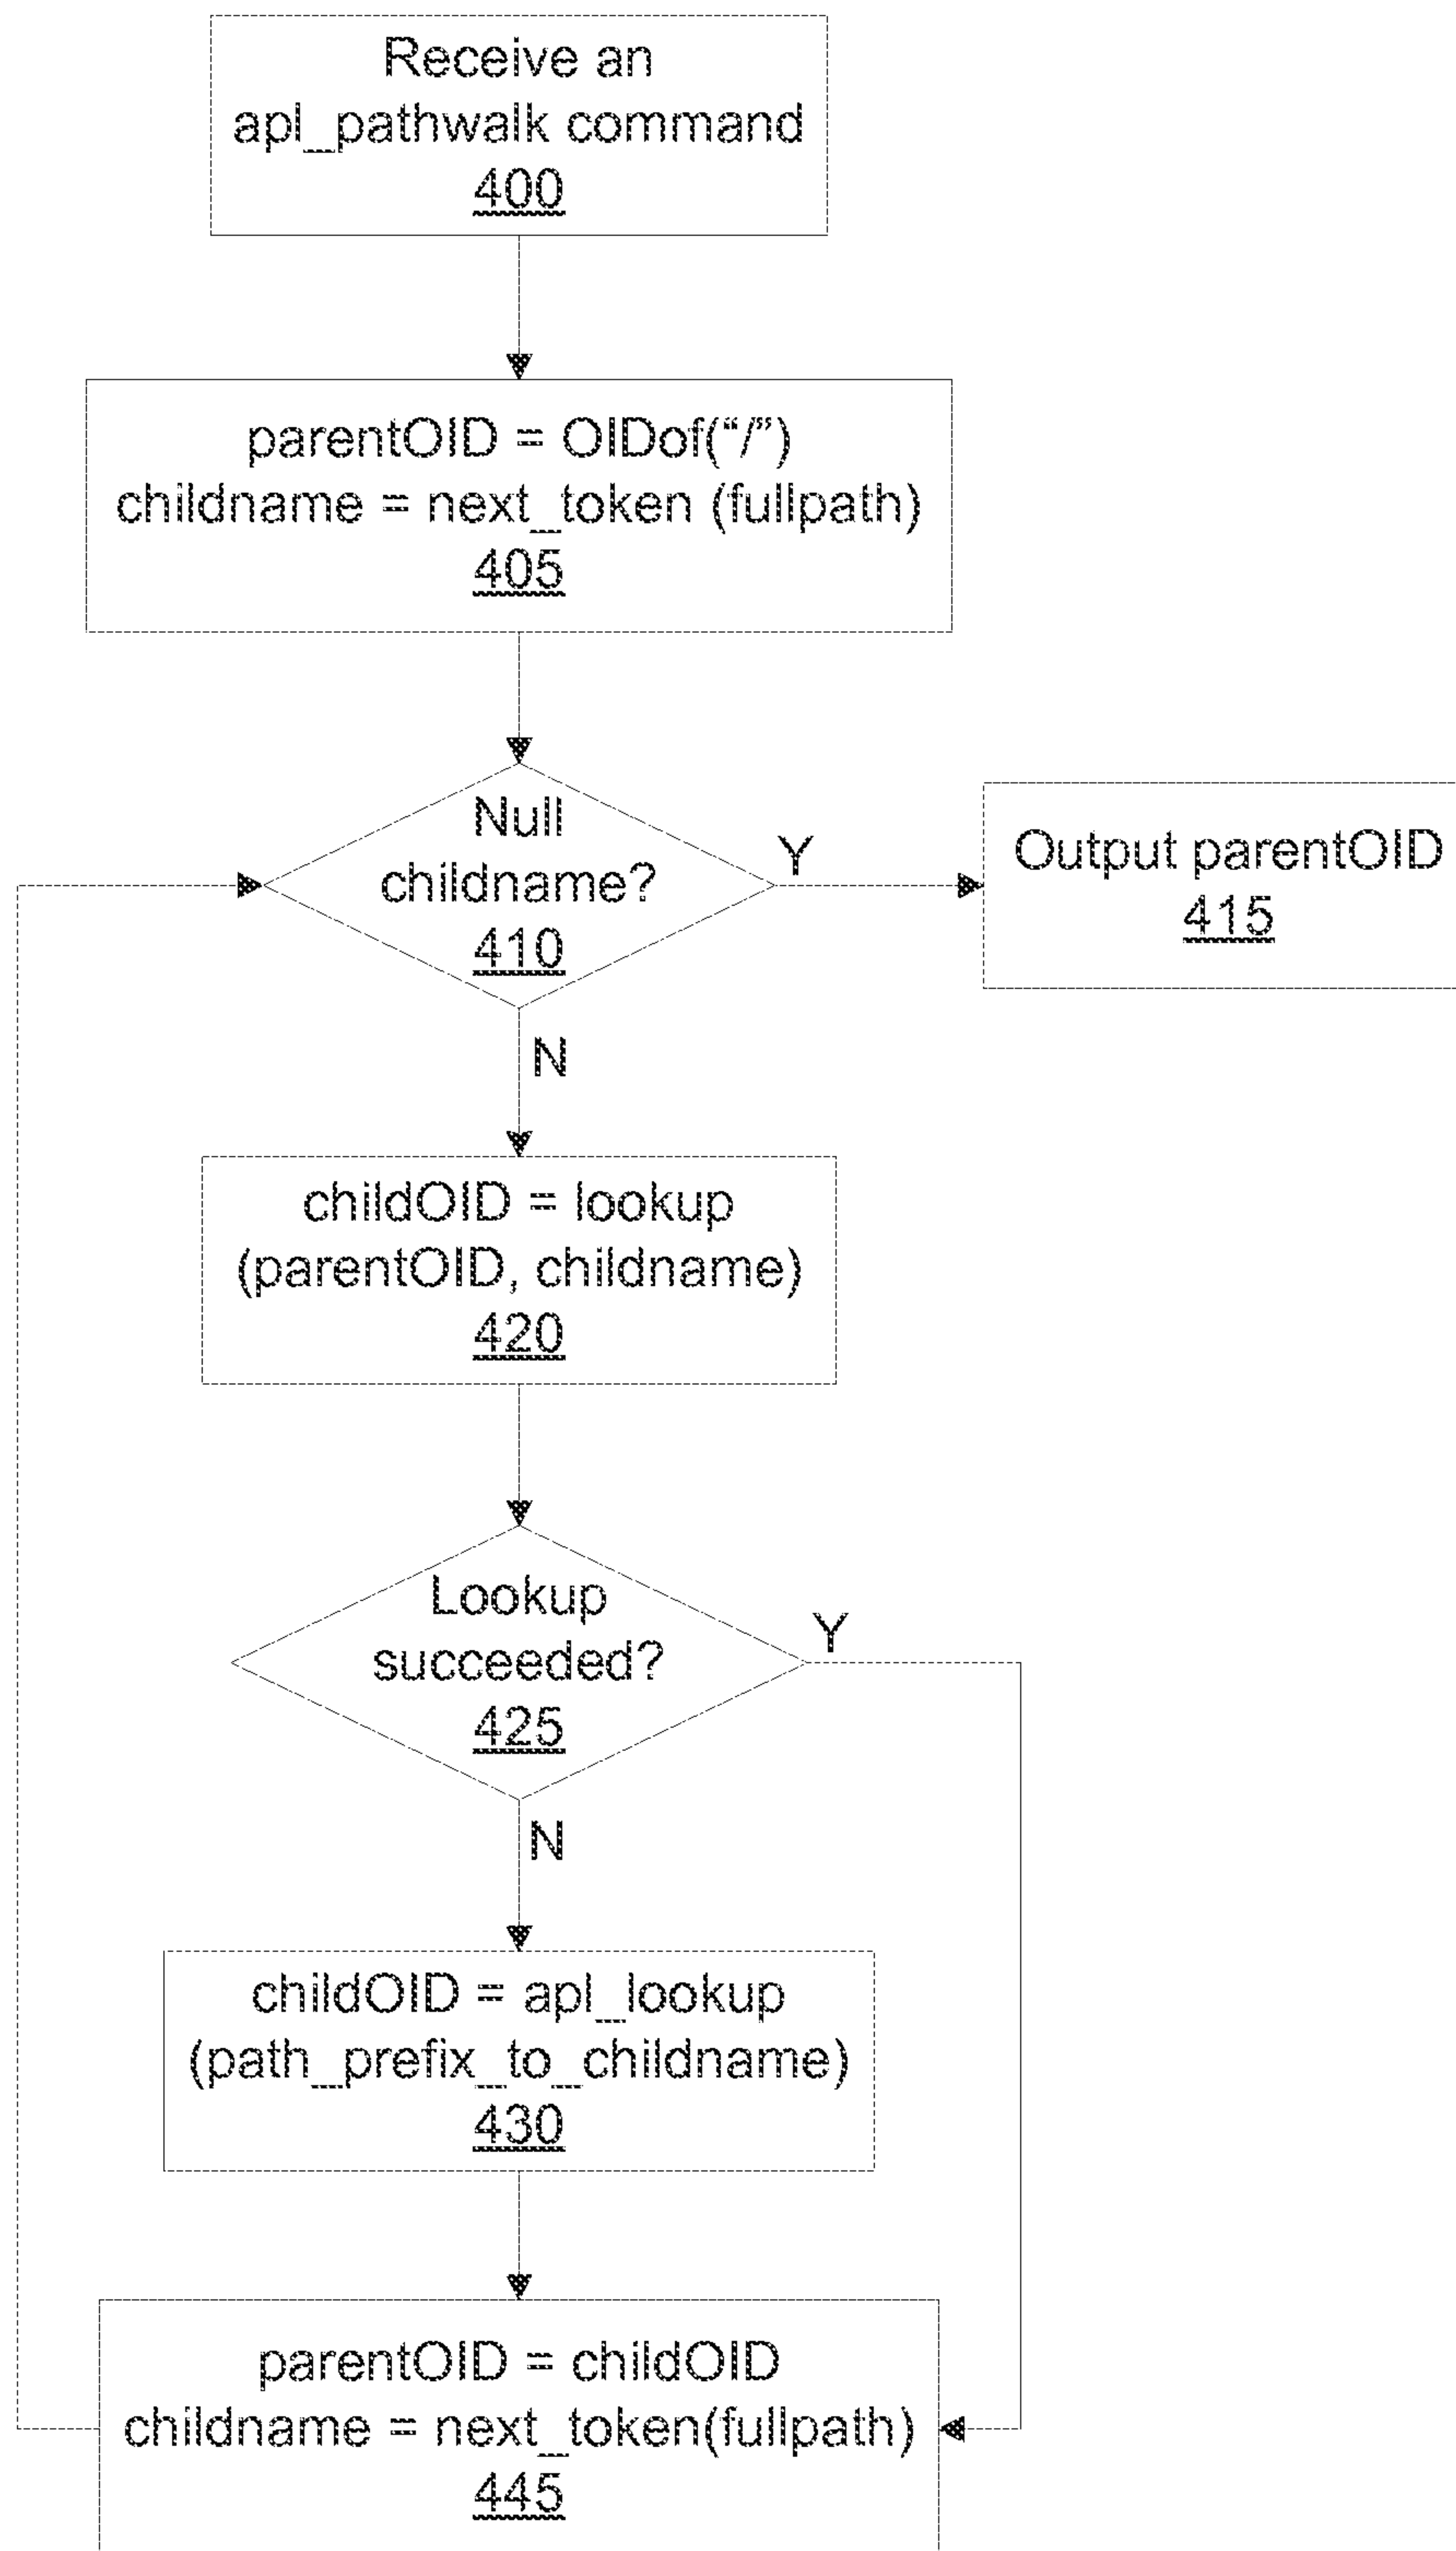 Receive an
apl_pathwalk command
400
parentOID = OIDof(“/”)
childname = next_token (fullpath)
405
Null
childname?
410
Y
Output parentOID
415
N
childOID = lookup
(parentOID, childname)
420
Lookup
succeeded?
425
Y
N
childOID = apl_lookup
(path_prefix_to_childname)
430
parentOID = childOID
childname = next_token(fullpath)
445